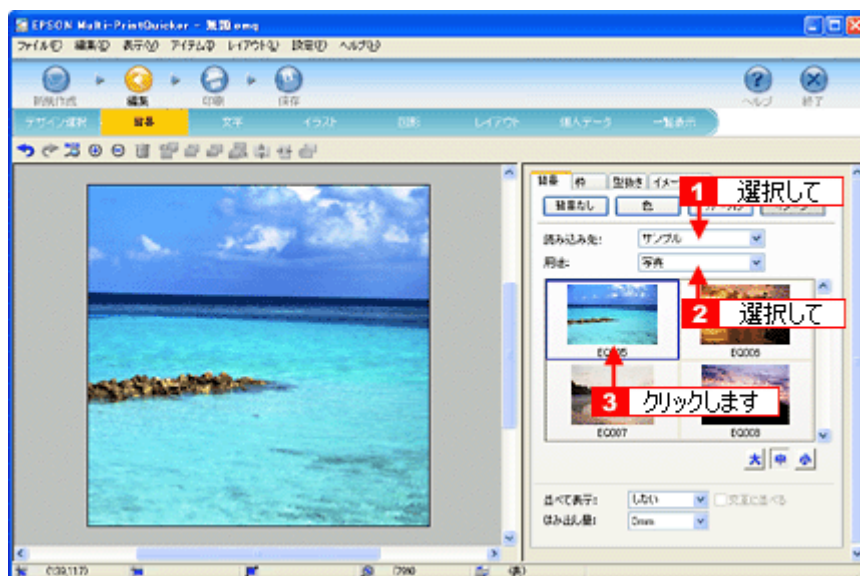 EPSON Multi-PrintQuicker - 無題.emq
ファイル(F) 編集(E) 表示(V) アイテム(I) レイアウト(L) 設定(T) ヘルプ(H)
新規作成 編集 印刷 保存 ヘルプ 終了
デザイン選択 背景 文字 イラスト 図形 レイアウト 個人データ 一覧表示
背景 枠 型抜き イメー
1 選択して
背景なし 色
読み込み先: サンプル
用途: 写真
2 選択して
EQ005 EQ006
3 クリックします
EQ007 EQ008
大 中 小
並べて表示: しない 交互に並べる
はみ出し量: 0mm